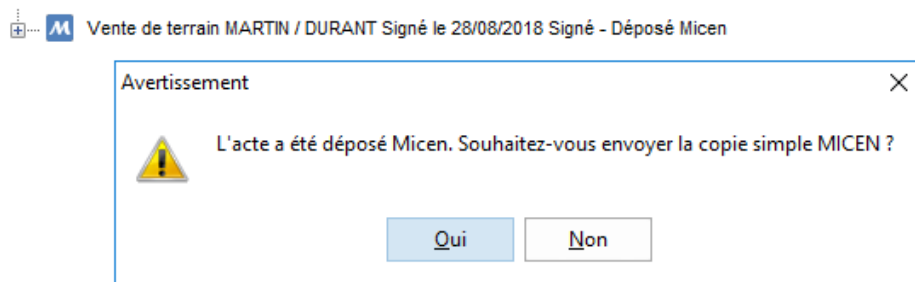 M Vente de terrain MARTIN / DURANT Signé le 28/08/2018 Signé - Déposé Micen
Avertissement
L'acte a été déposé Micen. Souhaitez-vous envoyer la copie simple MICEN ?
Oui Non